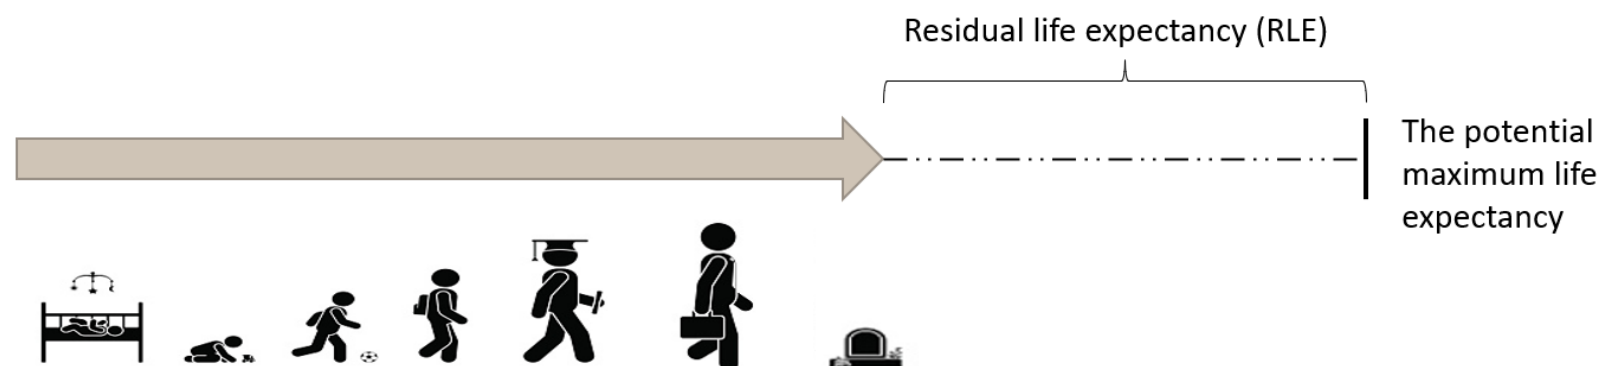 Residual life expectancy (RLE)
The potential
maximum life
expectancy